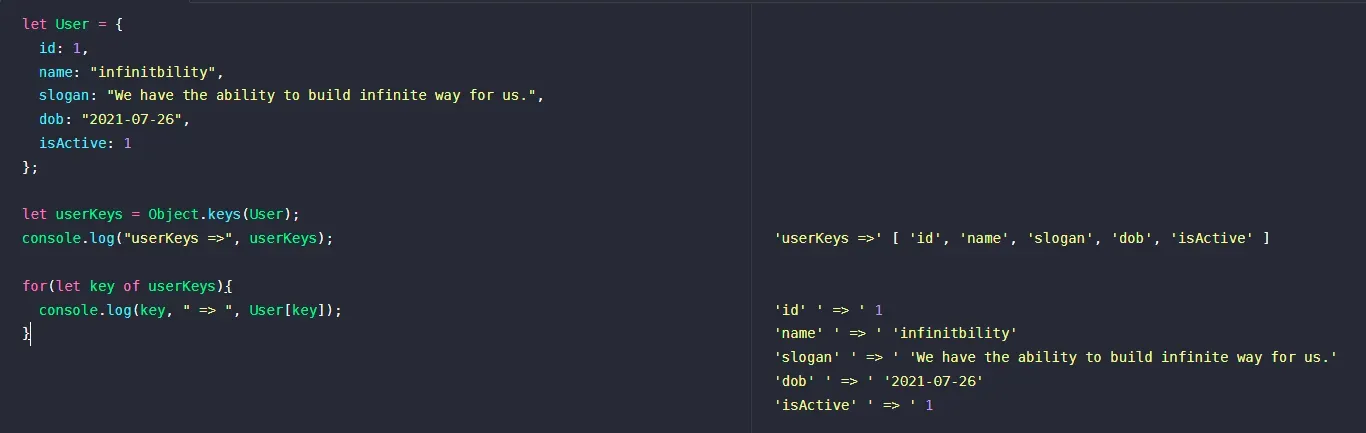 let User = {
  id: 1,
  name: "infinitbility",
  slogan: "We have the ability to build infinite way for us.",
  dob: "2021-07-26",
  isActive: 1
};
let userKeys = Object.keys(User);
console.log("userKeys =>", userKeys);
for(let key of userKeys){
  console.log(key, " => ", User[key]);
}
'userKeys =>' [ 'id', 'name', 'slogan', 'dob', 'isActive' ]
'id' ' => ' 1
'name' ' => ' 'infinitbility'
'slogan' ' => ' 'We have the ability to build infinite way for us.'
'dob' ' => ' '2021-07-26'
'isActive' ' => ' 1